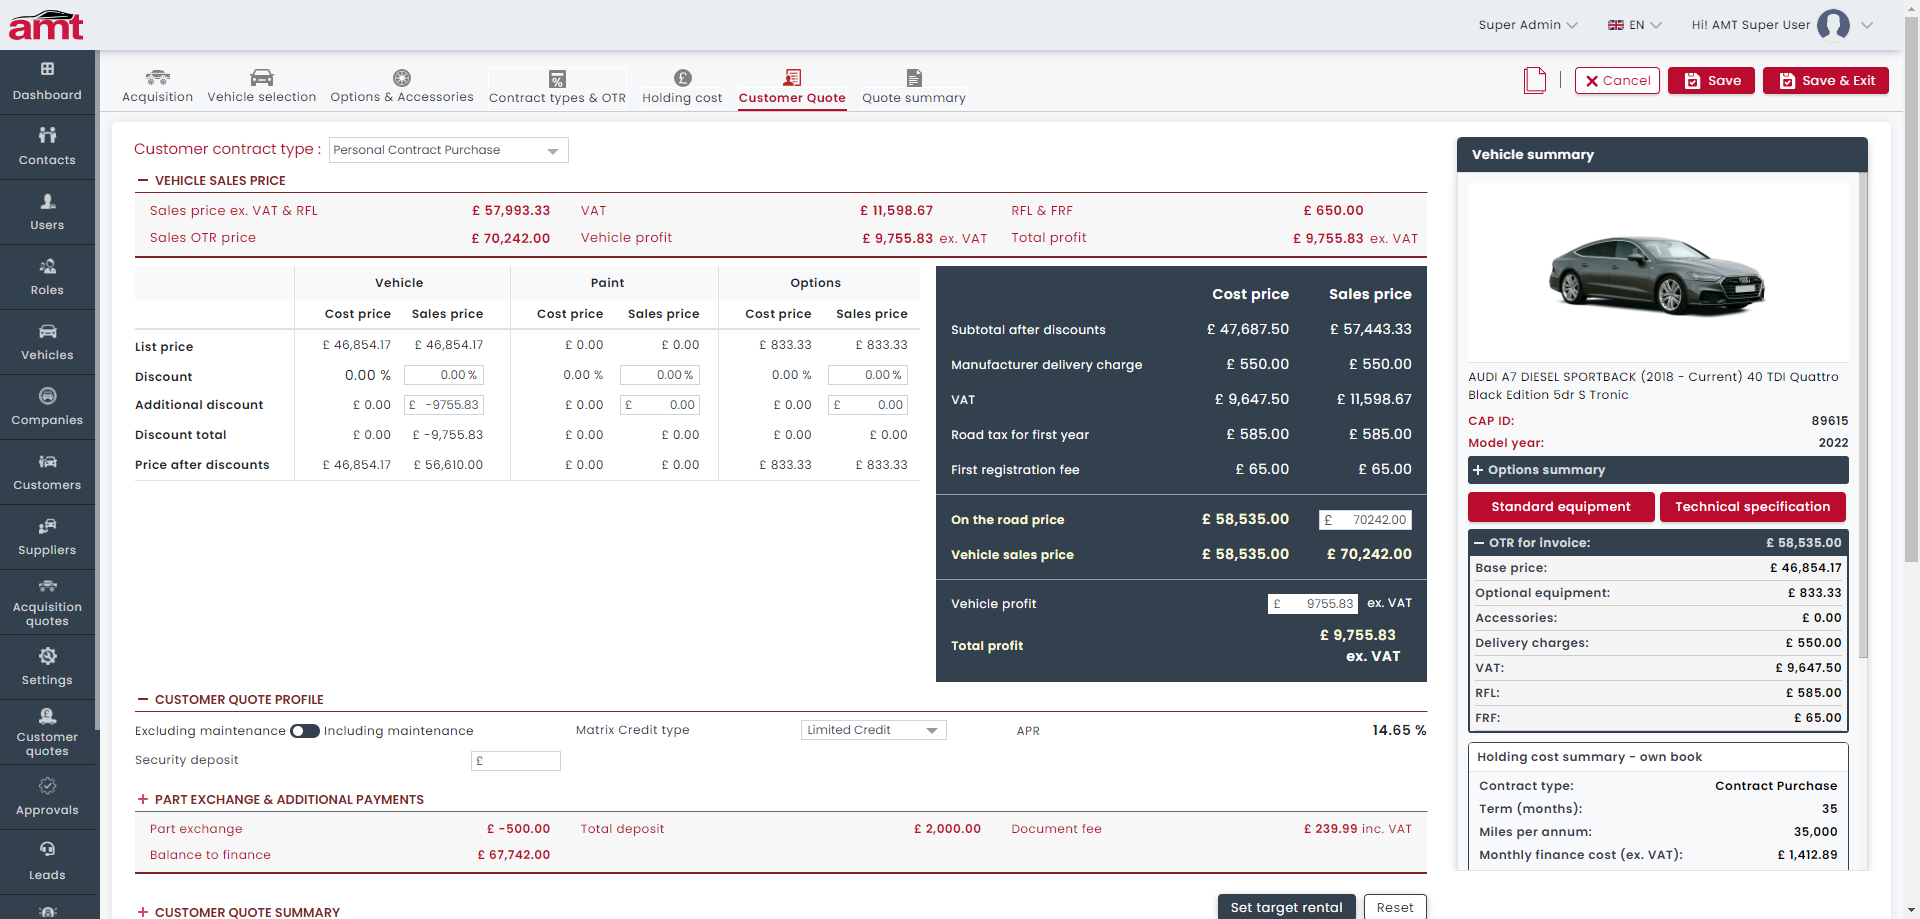 amt
Super Admin
EN
Hi! AMT Super User
Dashboard
Contacts
Users
Roles
Vehicles
Companies
Customers
Suppliers
Acquisition
quotes
Settings
Customer
quotes
Approvals
Leads
Acquisition
Vehicle selection
Options & Accessories
Contract types & OTR
Holding cost
Customer Quote
Quote summary
Cancel
Save
Save & Exit
Customer contract type : Personal Contract Purchase
VEHICLE SALES PRICE
Sales price ex. VAT & RFL £ 57,993.33 VAT £ 11,598.67 RFL & FRF £ 650.00
Sales OTR price £ 70,242.00 Vehicle profit £ 9,755.83 ex. VAT Total profit £ 9,755.83 ex. VAT
Vehicle Paint Options
Cost price Sales price Cost price Sales price Cost price Sales price
List price £ 46,854.17 £ 46,854.17 £ 0.00 £ 0.00 £ 833.33 £ 833.33
Discount 0.00 % 0.00 % 0.00 % 0.00 % 0.00 % 0.00 %
Additional discount £ 0.00 £ -9755.83 £ 0.00 £ 0.00 £ 0.00 £ 0.00
Discount total £ 0.00 £ -9,755.83 £ 0.00 £ 0.00 £ 0.00 £ 0.00
Price after discounts £ 46,854.17 £ 56,610.00 £ 0.00 £ 0.00 £ 833.33 £ 833.33
Cost price Sales price
Subtotal after discounts £ 47,687.50 £ 57,443.33
Manufacturer delivery charge £ 550.00 £ 550.00
VAT £ 9,647.50 £ 11,598.67
Road tax for first year £ 585.00 £ 585.00
First registration fee £ 65.00 £ 65.00
On the road price £ 58,535.00 £ 70242.00
Vehicle sales price £ 58,535.00 £ 70,242.00
Vehicle profit £ 9755.83 ex. VAT
Total profit £ 9,755.83
ex. VAT
CUSTOMER QUOTE PROFILE
Excluding maintenance Including maintenance Matrix Credit type Limited Credit APR 14.65 %
Security deposit £
PART EXCHANGE & ADDITIONAL PAYMENTS
Part exchange £ -500.00 Total deposit £ 2,000.00 Document fee £ 239.99 inc. VAT
Balance to finance £ 67,742.00
CUSTOMER QUOTE SUMMARY
Set target rental
Reset
Vehicle summary
AUDI A7 DIESEL SPORTBACK (2018 - Current) 40 TDI Quattro
Black Edition 5dr S Tronic
CAP ID: 89615
Model year: 2022
Options summary
Standard equipment
Technical specification
OTR for invoice: £ 58,535.00
Base price: £ 46,854.17
Optional equipment: £ 833.33
Accessories: £ 0.00
Delivery charges: £ 550.00
VAT: £ 9,647.50
RFL: £ 585.00
FRF: £ 65.00
Holding cost summary - own book
Contract type: Contract Purchase
Term (months): 35
Miles per annum: 35,000
Monthly finance cost (ex. VAT): £ 1,412.89